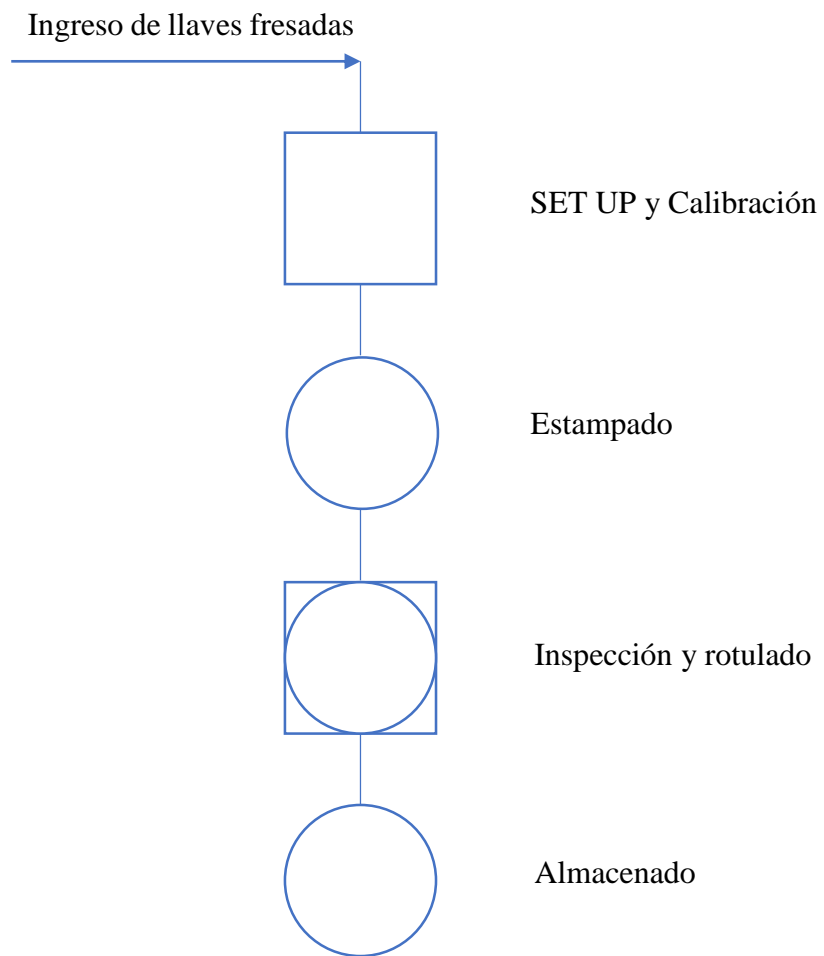 Ingreso de llaves fresadas
SET UP y Calibración
Estampado
Inspección y rotulado
Almacenado